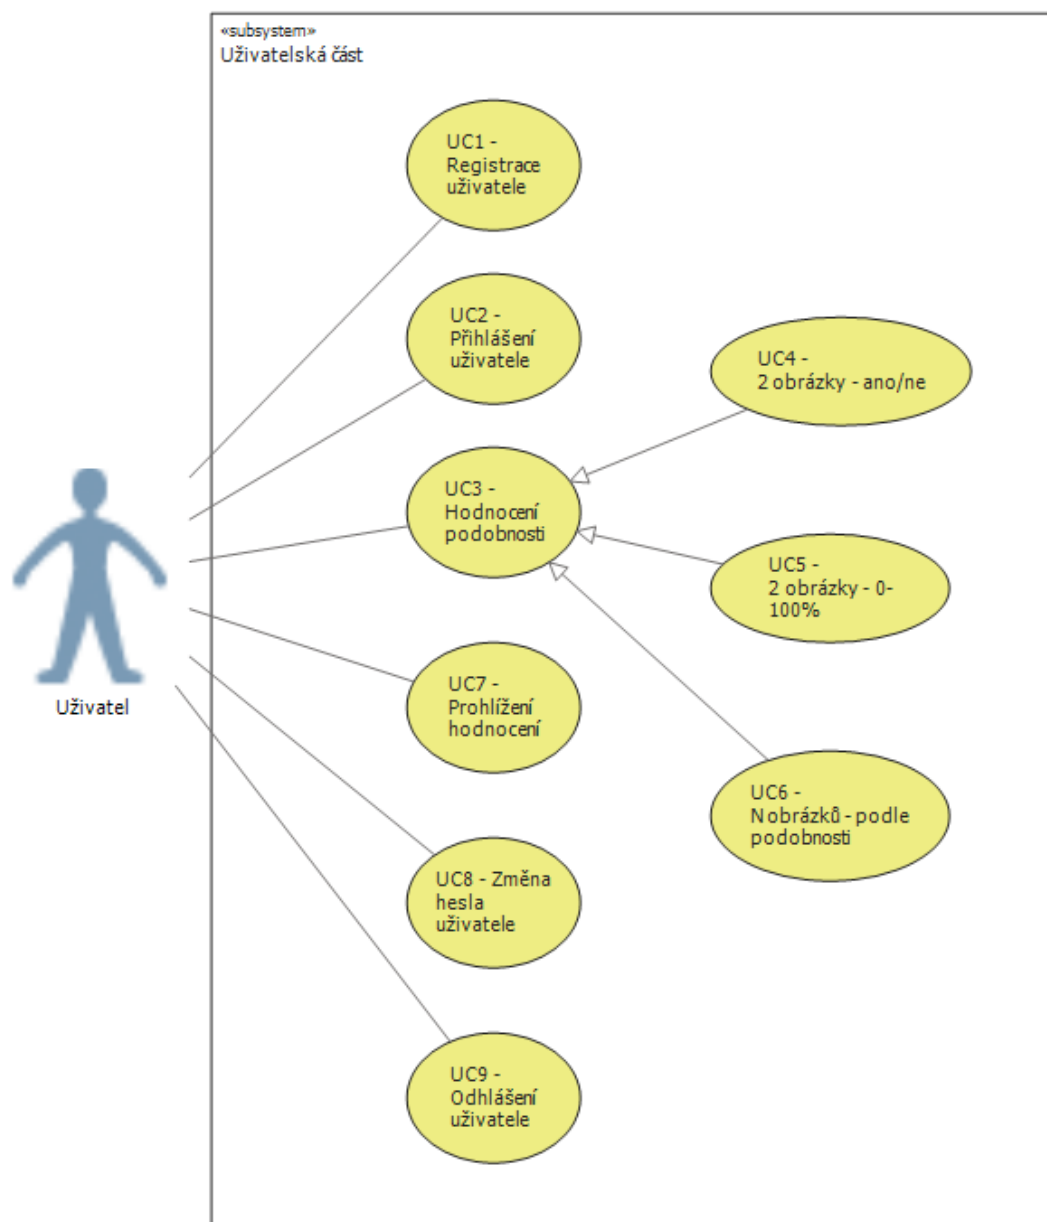 «subsystem»
Uživatelská část
UC1 -
Registrace
uživatele
UC2 -
Přihlášení
uživatele
UC4 -
2 obrázky - ano/ne
UC3 -
Hodnocení
podobnosti
UC5 -
2 obrázky - 0-
100%
Uživatel
UC7 -
Prohlížení
hodnocení
UC6 -
N obrázků - podle
podobnosti
UC8 - Změna
hesla
uživatele
UC9 -
Odhlášení
uživatele